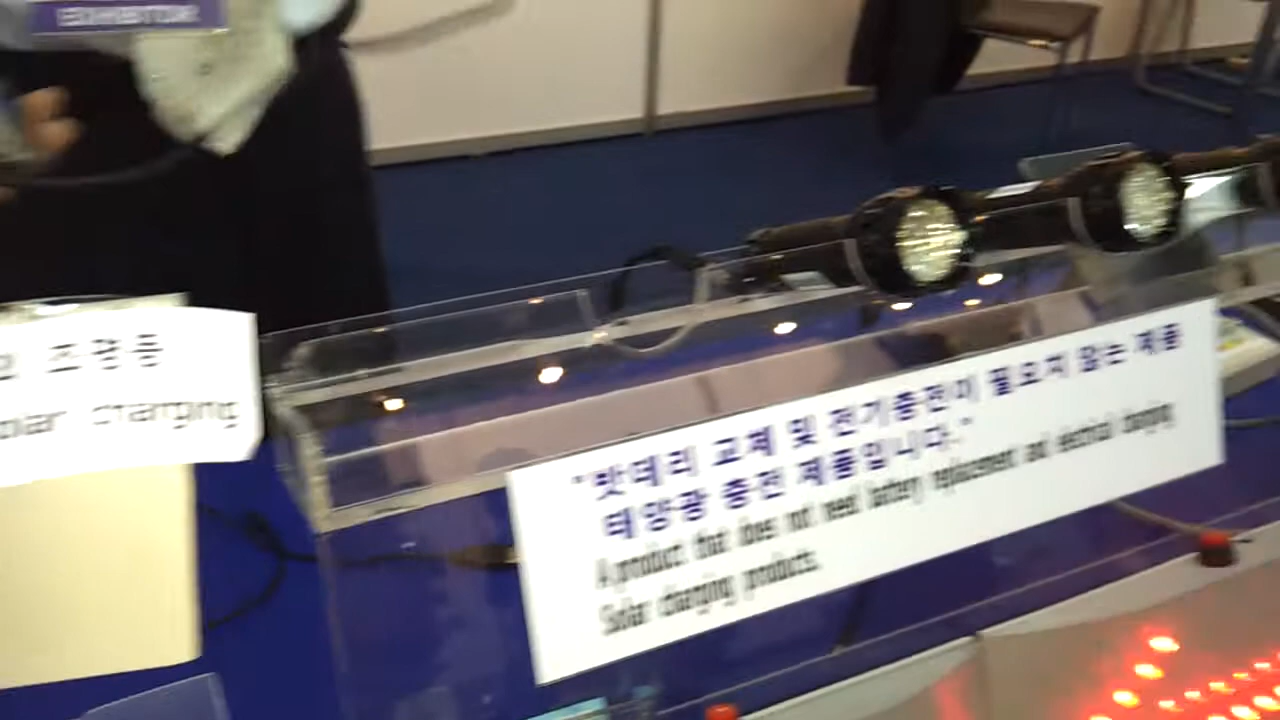 EXHIBITOR
조명등
solar charging
"밧데리 교체 및 전기충전이 필요치 않는 제품
태양광 충전 제품입니다."
A product that does not need battery replacement and electrical charging
Solar charging products.